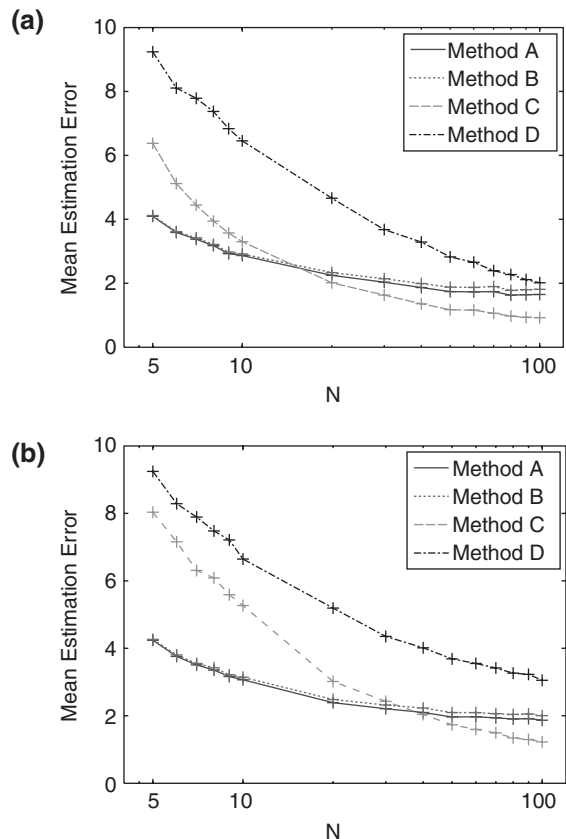 (a)
10
8
6
4
2
0
Mean Estimation Error
5
10
100
N
Method A
Method B
Method C
Method D
(b)
10
8
6
4
2
0
Mean Estimation Error
5
10
100
N
Method A
Method B
Method C
Method D